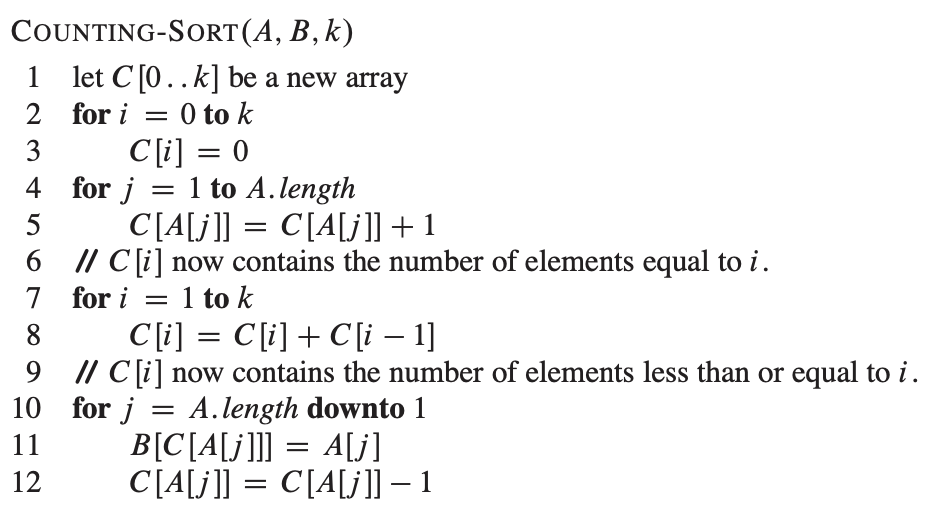 COUNTING-SORT(A, B, k)
1 let C[0..k] be a new array
2 for i = 0 to k
3 C[i] = 0
4 for j = 1 to A.length
5 C[A[j]] = C[A[j]] + 1
6 // C[i] now contains the number of elements equal to i.
7 for i = 1 to k
8 C[i] = C[i] + C[i − 1]
9 // C[i] now contains the number of elements less than or equal to i.
10 for j = A.length downto 1
11 B[C[A[j]]] = A[j]
12 C[A[j]] = C[A[j]] − 1